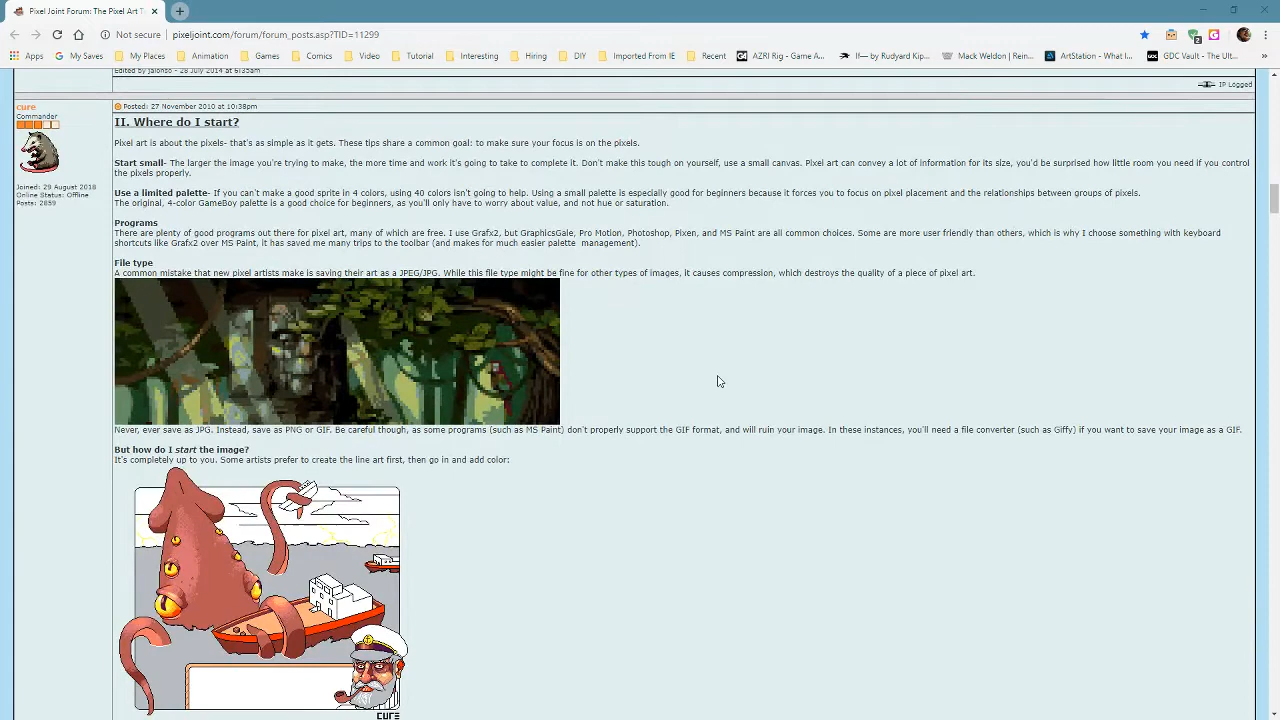 Pixel Joint Forum: The Pixel Art T
Not secure
pixeljoint.com/forum/forum_posts.asp?TID=11299
Apps
My Saves
My Places
Animation
Games
Comics
Video
Tutorial
Interesting
Hiring
DIY
Imported From IE
Recent
AZRI Rig - Game A...
If— by Rudyard Kip...
Mack Weldon | Rein...
ArtStation - What I...
GDC Vault - The Ult...
Edited by jalonso - 28 July 2014 at 6:35am
IP Logged
cure
Commander
Joined: 29 August 2018
Online Status: Offline
Posts: 2859
Posted: 27 November 2010 at 10:38pm
II. Where do I start?
Pixel art is about the pixels- that's as simple as it gets. These tips share a common goal: to make sure your focus is on the pixels.
Start small- The larger the image you're trying to make, the more time and work it's going to take to complete it. Don't make this tough on yourself, use a small canvas. Pixel art can convey a lot of information for its size, you'd be surprised how little room you need if you control
the pixels properly.
Use a limited palette- If you can't make a good sprite in 4 colors, using 40 colors isn't going to help. Using a small palette is especially good for beginners because it forces you to focus on pixel placement and the relationships between groups of pixels.
The original, 4-color GameBoy palette is a good choice for beginners, as you'll only have to worry about value, and not hue or saturation.
Programs
There are plenty of good programs out there for pixel art, many of which are free. I use Grafx2, but GraphicsGale, Pro Motion, Photoshop, Pixen, and MS Paint are all common choices. Some are more user friendly than others, which is why I choose something with keyboard
shortcuts like Grafx2 over MS Paint, it has saved me many trips to the toolbar (and makes for much easier palette management).
File type
A common mistake that new pixel artists make is saving their art as a JPEG/JPG. While this file type might be fine for other types of images, it causes compression, which destroys the quality of a piece of pixel art.
Never, ever save as JPG. Instead, save as PNG or GIF. Be careful though, as some programs (such as MS Paint) don't properly support the GIF format, and will ruin your image. In these instances, you'll need a file converter (such as Giffy) if you want to save your image as a GIF.
But how do I start the image?
It's completely up to you. Some artists prefer to create the line art first, then go in and add color:
CURE